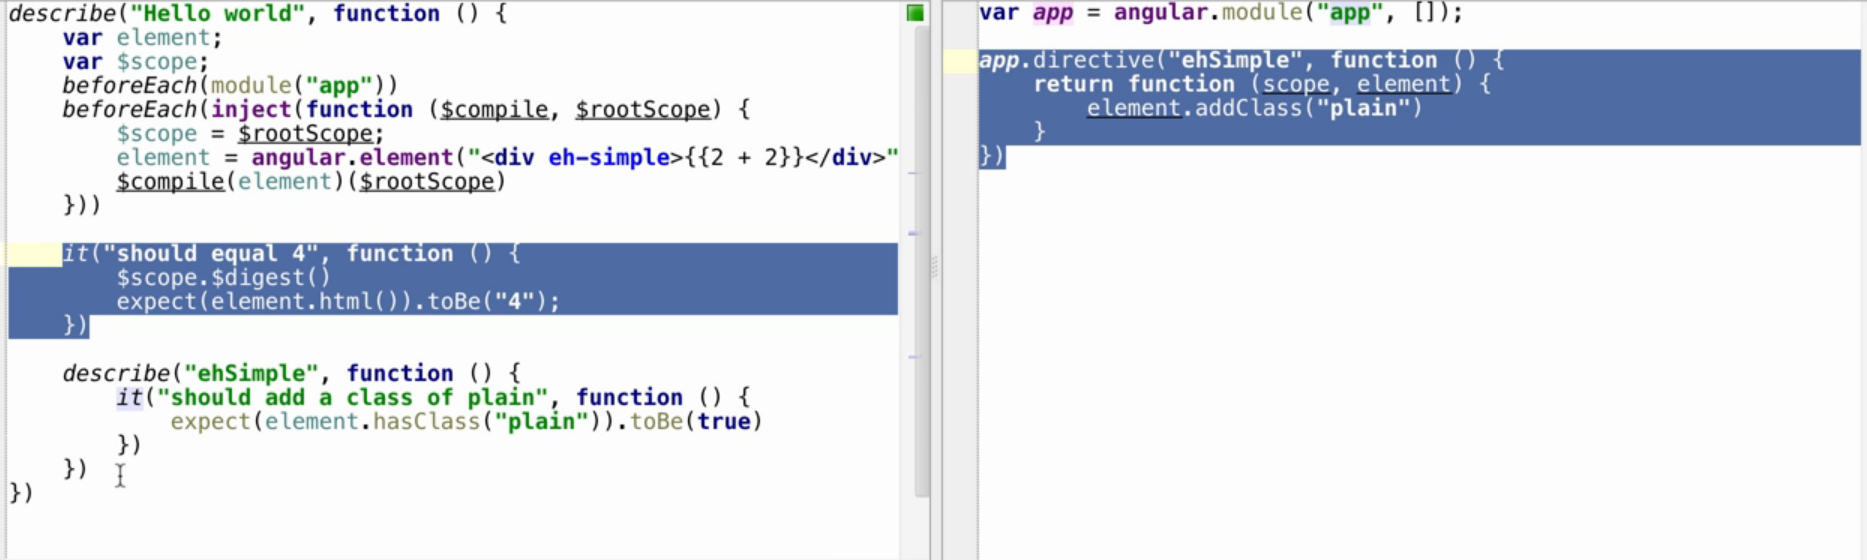 describe("Hello world", function () {
    var element;
    var $scope;
    beforeEach(module("app"))
    beforeEach(inject(function ($compile, $rootScope) {
        $scope = $rootScope;
        element = angular.element("<div eh-simple>{{2 + 2}}</div>"
        $compile(element)($rootScope)
    }))

    it("should equal 4", function () {
        $scope.$digest()
        expect(element.html()).toBe("4");
    })

    describe("ehSimple", function () {
        it("should add a class of plain", function () {
            expect(element.hasClass("plain")).toBe(true)
        })
    })
})
var app = angular.module("app", []);

app.directive("ehSimple", function () {
    return function (scope, element) {
        element.addClass("plain")
    }
})